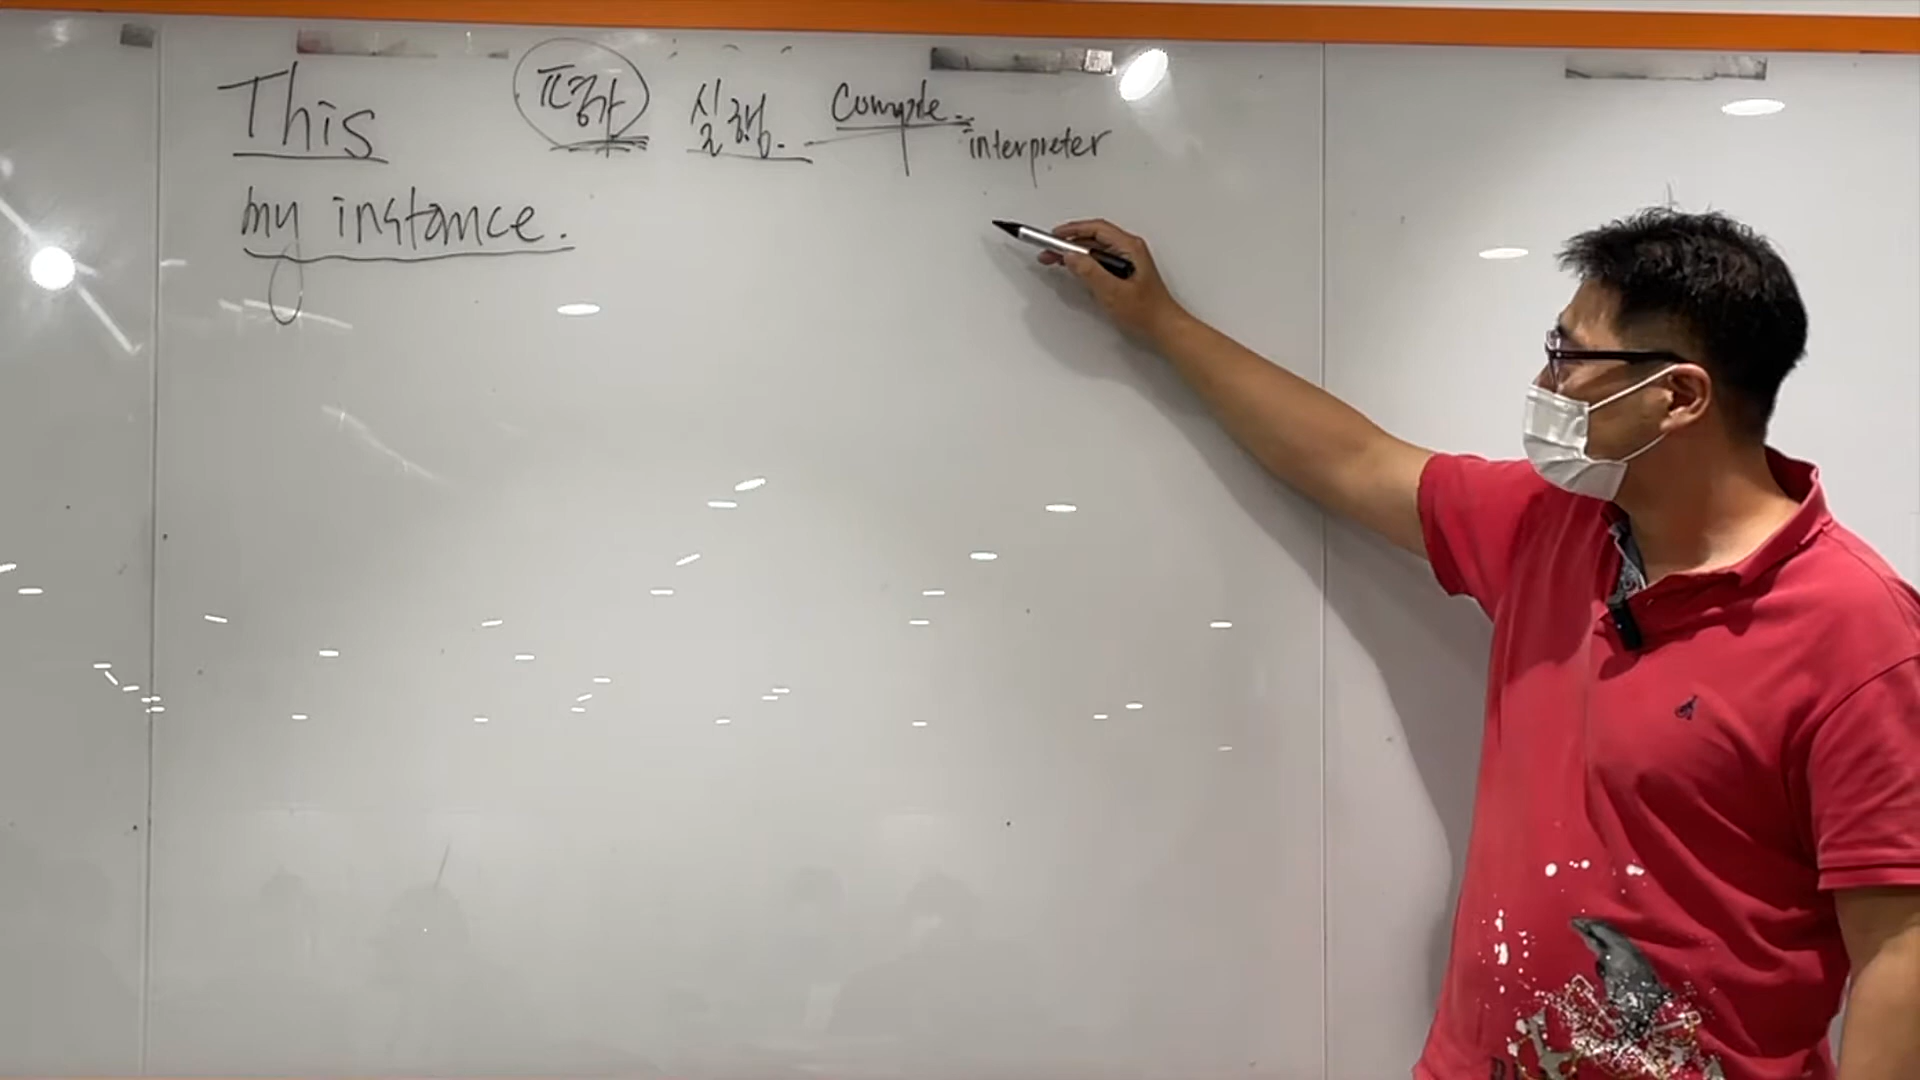 This 평가 실행. Compile.
interpreter
my instance.